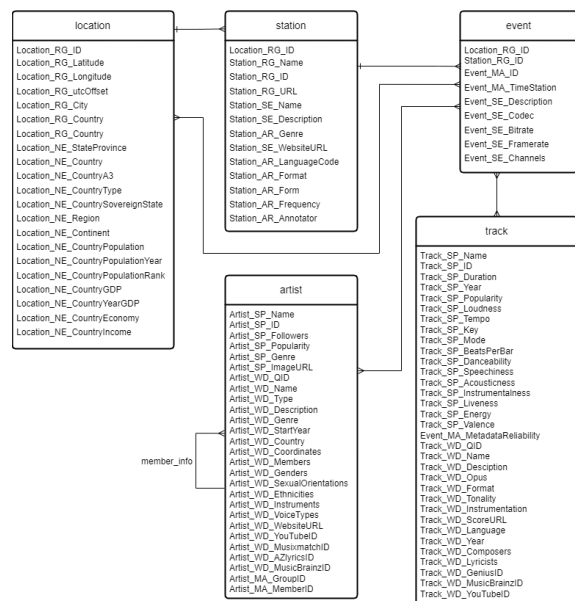 location
Location_RG_ID
Location_RG_Latitude
Location_RG_Longitude
Location_RG_utcOffset
Location_RG_City
Location_RG_Country
Location_RG_Country
Location_NE_StateProvince
Location_NE_Country
Location_NE_CountryA3
Location_NE_CountryType
Location_NE_CountrySovereignState
Location_NE_Region
Location_NE_Continent
Location_NE_CountryPopulation
Location_NE_CountryPopulationYear
Location_NE_CountryPopulationRank
Location_NE_CountryGDP
Location_NE_CountryYearGDP
Location_NE_CountryEconomy
Location_NE_CountryIncome
station
Location_RG_ID
Station_RG_Name
Station_RG_ID
Station_RG_URL
Station_SE_Name
Station_SE_Description
Station_AR_Genre
Station_SE_WebsiteURL
Station_AR_LanguageCode
Station_AR_Format
Station_AR_Form
Station_AR_Frequency
Station_AR_Annotator
event
Location_RG_ID
Station_RG_ID
Event_MA_ID
Event_MA_TimeStation
Event_SE_Description
Event_SE_Codec
Event_SE_Bitrate
Event_SE_Framerate
Event_SE_Channels
artist
Artist_SP_Name
Artist_SP_ID
Artist_SP_Followers
Artist_SP_Popularity
Artist_SP_Genre
Artist_SP_ImageURL
Artist_WD_QID
Artist_WD_Name
Artist_WD_Type
Artist_WD_Description
Artist_WD_Genre
Artist_WD_StartYear
Artist_WD_Country
Artist_WD_Coordinates
Artist_WD_Members
Artist_WD_Genders
Artist_WD_SexualOrientations
Artist_WD_Ethnicities
Artist_WD_Instruments
Artist_WD_VoiceTypes
Artist_WD_WebsiteURL
Artist_WD_YouTubeID
Artist_WD_MusixmatchID
Artist_WD_AZlyricsID
Artist_WD_MusicBrainzID
Artist_MA_GroupID
Artist_MA_MemberID
member_info
track
Track_SP_Name
Track_SP_ID
Track_SP_Duration
Track_SP_Year
Track_SP_Popularity
Track_SP_Loudness
Track_SP_Tempo
Track_SP_Key
Track_SP_Mode
Track_SP_BeatsPerBar
Track_SP_Danceability
Track_SP_Speechiness
Track_SP_Acousticness
Track_SP_Instrumentalness
Track_SP_Liveness
Track_SP_Energy
Track_SP_Valence
Event_MA_MetadataReliability
Track_WD_QID
Track_WD_Name
Track_WD_Desciption
Track_WD_Opus
Track_WD_Format
Track_WD_Tonality
Track_WD_Instrumentation
Track_WD_ScoreURL
Track_WD_Language
Track_WD_Year
Track_WD_Composers
Track_WD_Lyricists
Track_WD_GeniusID
Track_WD_MusicBrainzID
Track_WD_YouTubeID